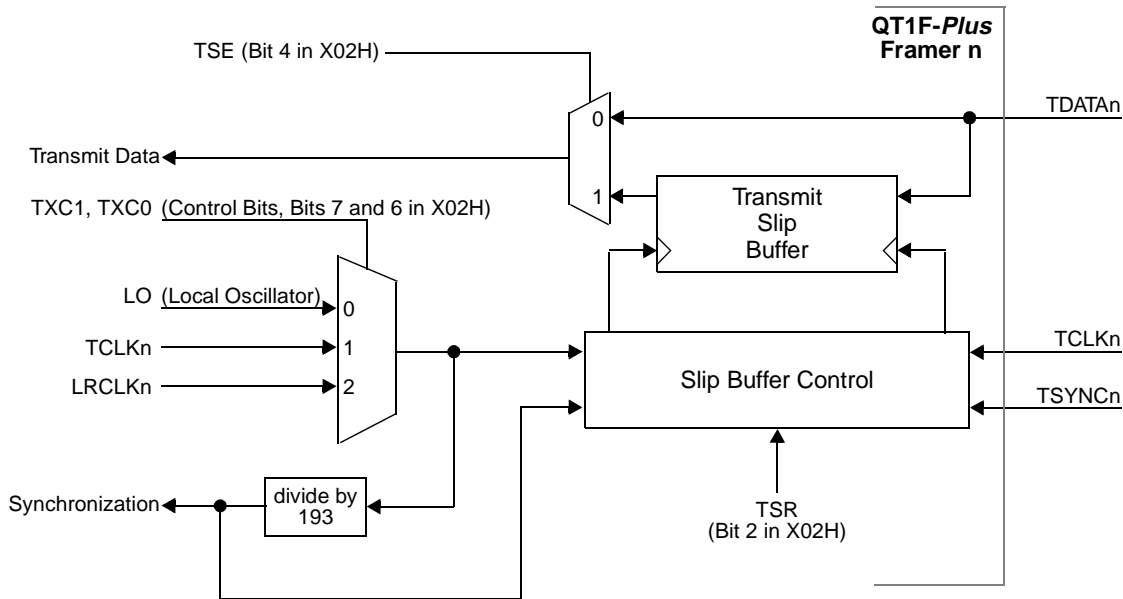 QT1F-Plus
Framer n
TSE (Bit 4 in X02H)
TDATAn
0
Transmit Data
1
Transmit
Slip
Buffer
TXC1, TXC0 (Control Bits, Bits 7 and 6 in X02H)
LO (Local Oscillator)
0
TCLKn
1
TCLKn
LRCLKn
2
Slip Buffer Control
TSYNCn
Synchronization
divide by
193
TSR
(Bit 2 in X02H)